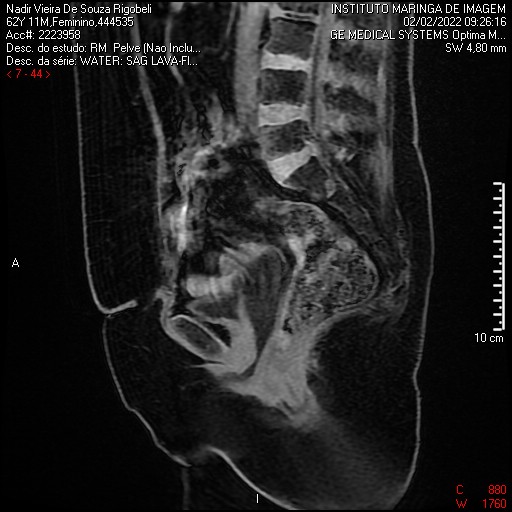 Nadir Vieira De Souza Rigobeli
62Y 11M,Feminino,444535
Acc#: 2223958
Desc. do estudo: RM Pelve (Nao Inclu...
Desc. da série: WATER: SAG LAVA-Fl...
< 7 - 44 >
INSTITUTO MARINGA DE IMAGEM
02/02/2022 09:26:16
GE MEDICAL SYSTEMS Optima M...
SW 4,80 mm
A
10 cm
I
C 880
W 1760